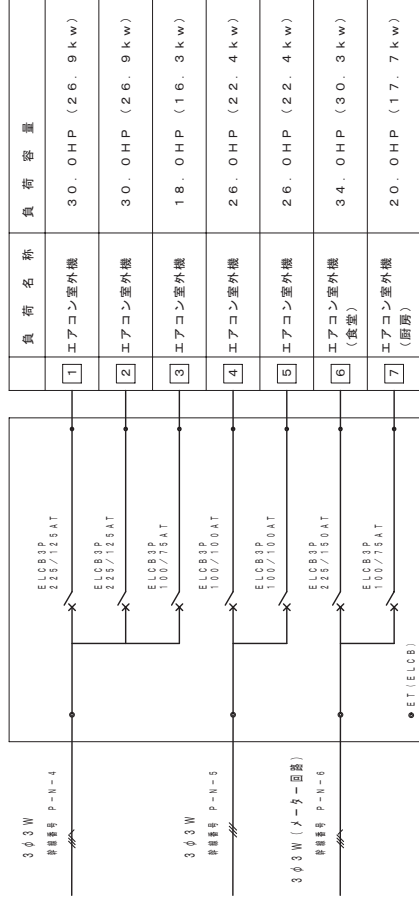 負荷名称 負荷容量
3φ3W
幹線番号 P-N-4
ELCB3P
225/125AT
1 エアコン室外機 30.0HP (26.9kw)
ELCB3P
225/125AT
2 エアコン室外機 30.0HP (26.9kw)
ELCB3P
100/75AT
3 エアコン室外機 18.0HP (16.3kw)
3φ3W
幹線番号 P-N-5
ELCB3P
100/100AT
4 エアコン室外機 26.0HP (22.4kw)
ELCB3P
100/100AT
5 エアコン室外機 26.0HP (22.4kw)
3φ3W (メーター回路)
幹線番号 P-N-6
ELCB3P
225/150AT
6 エアコン室外機 34.0HP (30.3kw)
(食堂)
ELCB3P
100/75AT
7 エアコン室外機 20.0HP (17.7kw)
(厨房)
ET(ELCB)